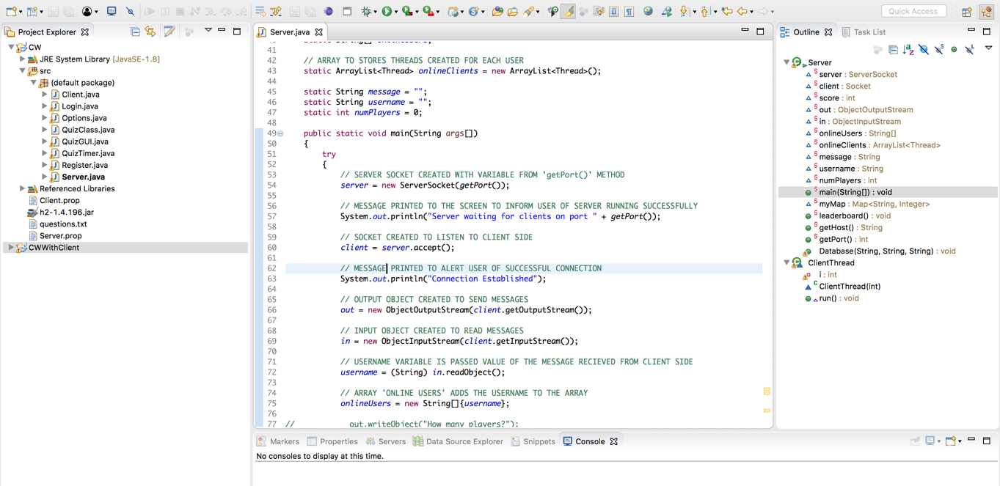 Quick Access
Project Explorer
CW
JRE System Library [JavaSE-1.8]
src
(default package)
Client.java
Login.java
Options.java
QuizClass.java
QuizGUI.java
QuizTimer.java
Register.java
Server.java
Referenced Libraries
Client.prop
h2-1.4.196.jar
questions.txt
Server.prop
CWWithClient
Server.java
41
42 // ARRAY TO STORES THREADS CREATED FOR EACH USER
43 static ArrayList<Thread> onlineClients = new ArrayList<Thread>();
44
45 static String message = "";
46 static String username = "";
47 static int numPlayers = 0;
48
49 public static void main(String args[])
50 {
51 try
52 {
53 // SERVER SOCKET CREATED WITH VARIABLE FROM 'getPort()' METHOD
54 server = new ServerSocket(getPort());
55
56 // MESSAGE PRINTED TO THE SCREEN TO INFORM USER OF SERVER RUNNING SUCCESSFULLY
57 System.out.println("Server waiting for clients on port " + getPort());
58
59 // SOCKET CREATED TO LISTEN TO CLIENT SIDE
60 client = server.accept();
61
62 // MESSAGE PRINTED TO ALERT USER OF SUCCESSFUL CONNECTION
63 System.out.println("Connection Established");
64
65 // OUTPUT OBJECT CREATED TO SEND MESSAGES
66 out = new ObjectOutputStream(client.getOutputStream());
67
68 // INPUT OBJECT CREATED TO READ MESSAGES
69 in = new ObjectInputStream(client.getInputStream());
70
71 // USERNAME VARIABLE IS PASSED VALUE OF THE MESSAGE RECIEVED FROM CLIENT SIDE
72 username = (String) in.readObject();
73
74 // ARRAY 'ONLINE USERS' ADDS THE USERNAME TO THE ARRAY
75 onlineUsers = new String[]{username};
76
77 // out.writeObject("How many players?");
Outline
Task List
Server
server : ServerSocket
client : Socket
score : int
out : ObjectOutputStream
in : ObjectInputStream
onlineUsers : String[]
onlineClients : ArrayList<Thread>
message : String
username : String
numPlayers : int
main(String[]) : void
myMap : Map<String, Integer>
leaderboard() : void
getHost() : String
getPort() : int
Database(String, String, String) : void
ClientThread
i : int
ClientThread(int)
run() : void
Markers
Properties
Servers
Data Source Explorer
Snippets
Console
No consoles to display at this time.